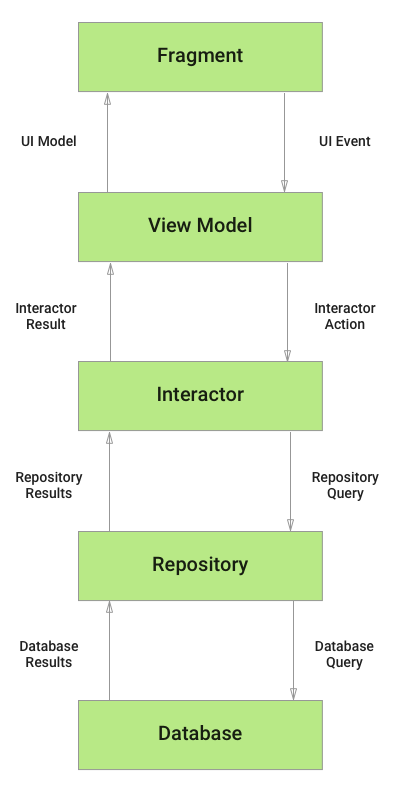 Fragment
UI Model
UI Event
View Model
Interactor
Result
Interactor
Action
Interactor
Repository
Results
Repository
Query
Repository
Database
Results
Database
Query
Database